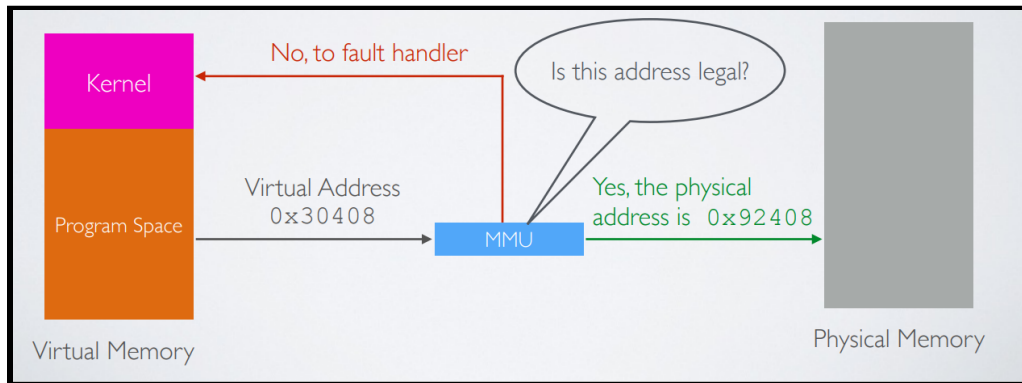 No, to fault handler
Is this address legal?
Kernel
Virtual Address
0x30408
Yes, the physical
address is 0x92408
Program Space
MMU
Virtual Memory
Physical Memory